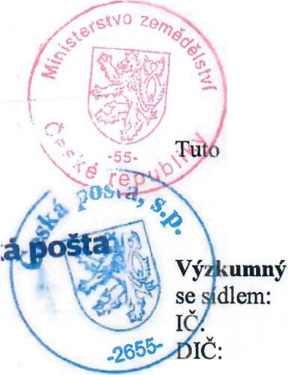 Ministerstvo zemědělství
České republiky
-55-
Tuto
Česká pošta, s.p.
á pošta
-2655-
Výzkumný
se sídlem:
IČ.
DIČ: